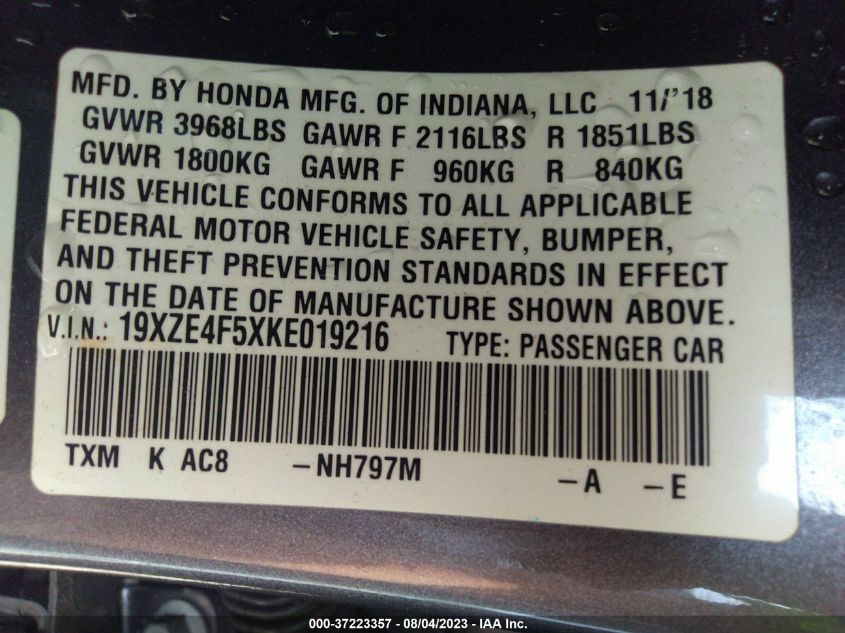 MFD. BY HONDA MFG. OF INDIANA, LLC 11/'18
GVWR 3968LBS GAWR F 2116LBS R 1851LBS
GVWR 1800KG GAWR F 960KG R 840KG
THIS VEHICLE CONFORMS TO ALL APPLICABLE
FEDERAL MOTOR VEHICLE SAFETY, BUMPER,
AND THEFT PREVENTION STANDARDS IN EFFECT
ON THE DATE OF MANUFACTURE SHOWN ABOVE.
V.I.N.: 19XZE4F5XKE019216 TYPE: PASSENGER CAR
TXM K AC8 -NH797M -A -E
000-37223357 - 08/04/2023 - IAA Inc.